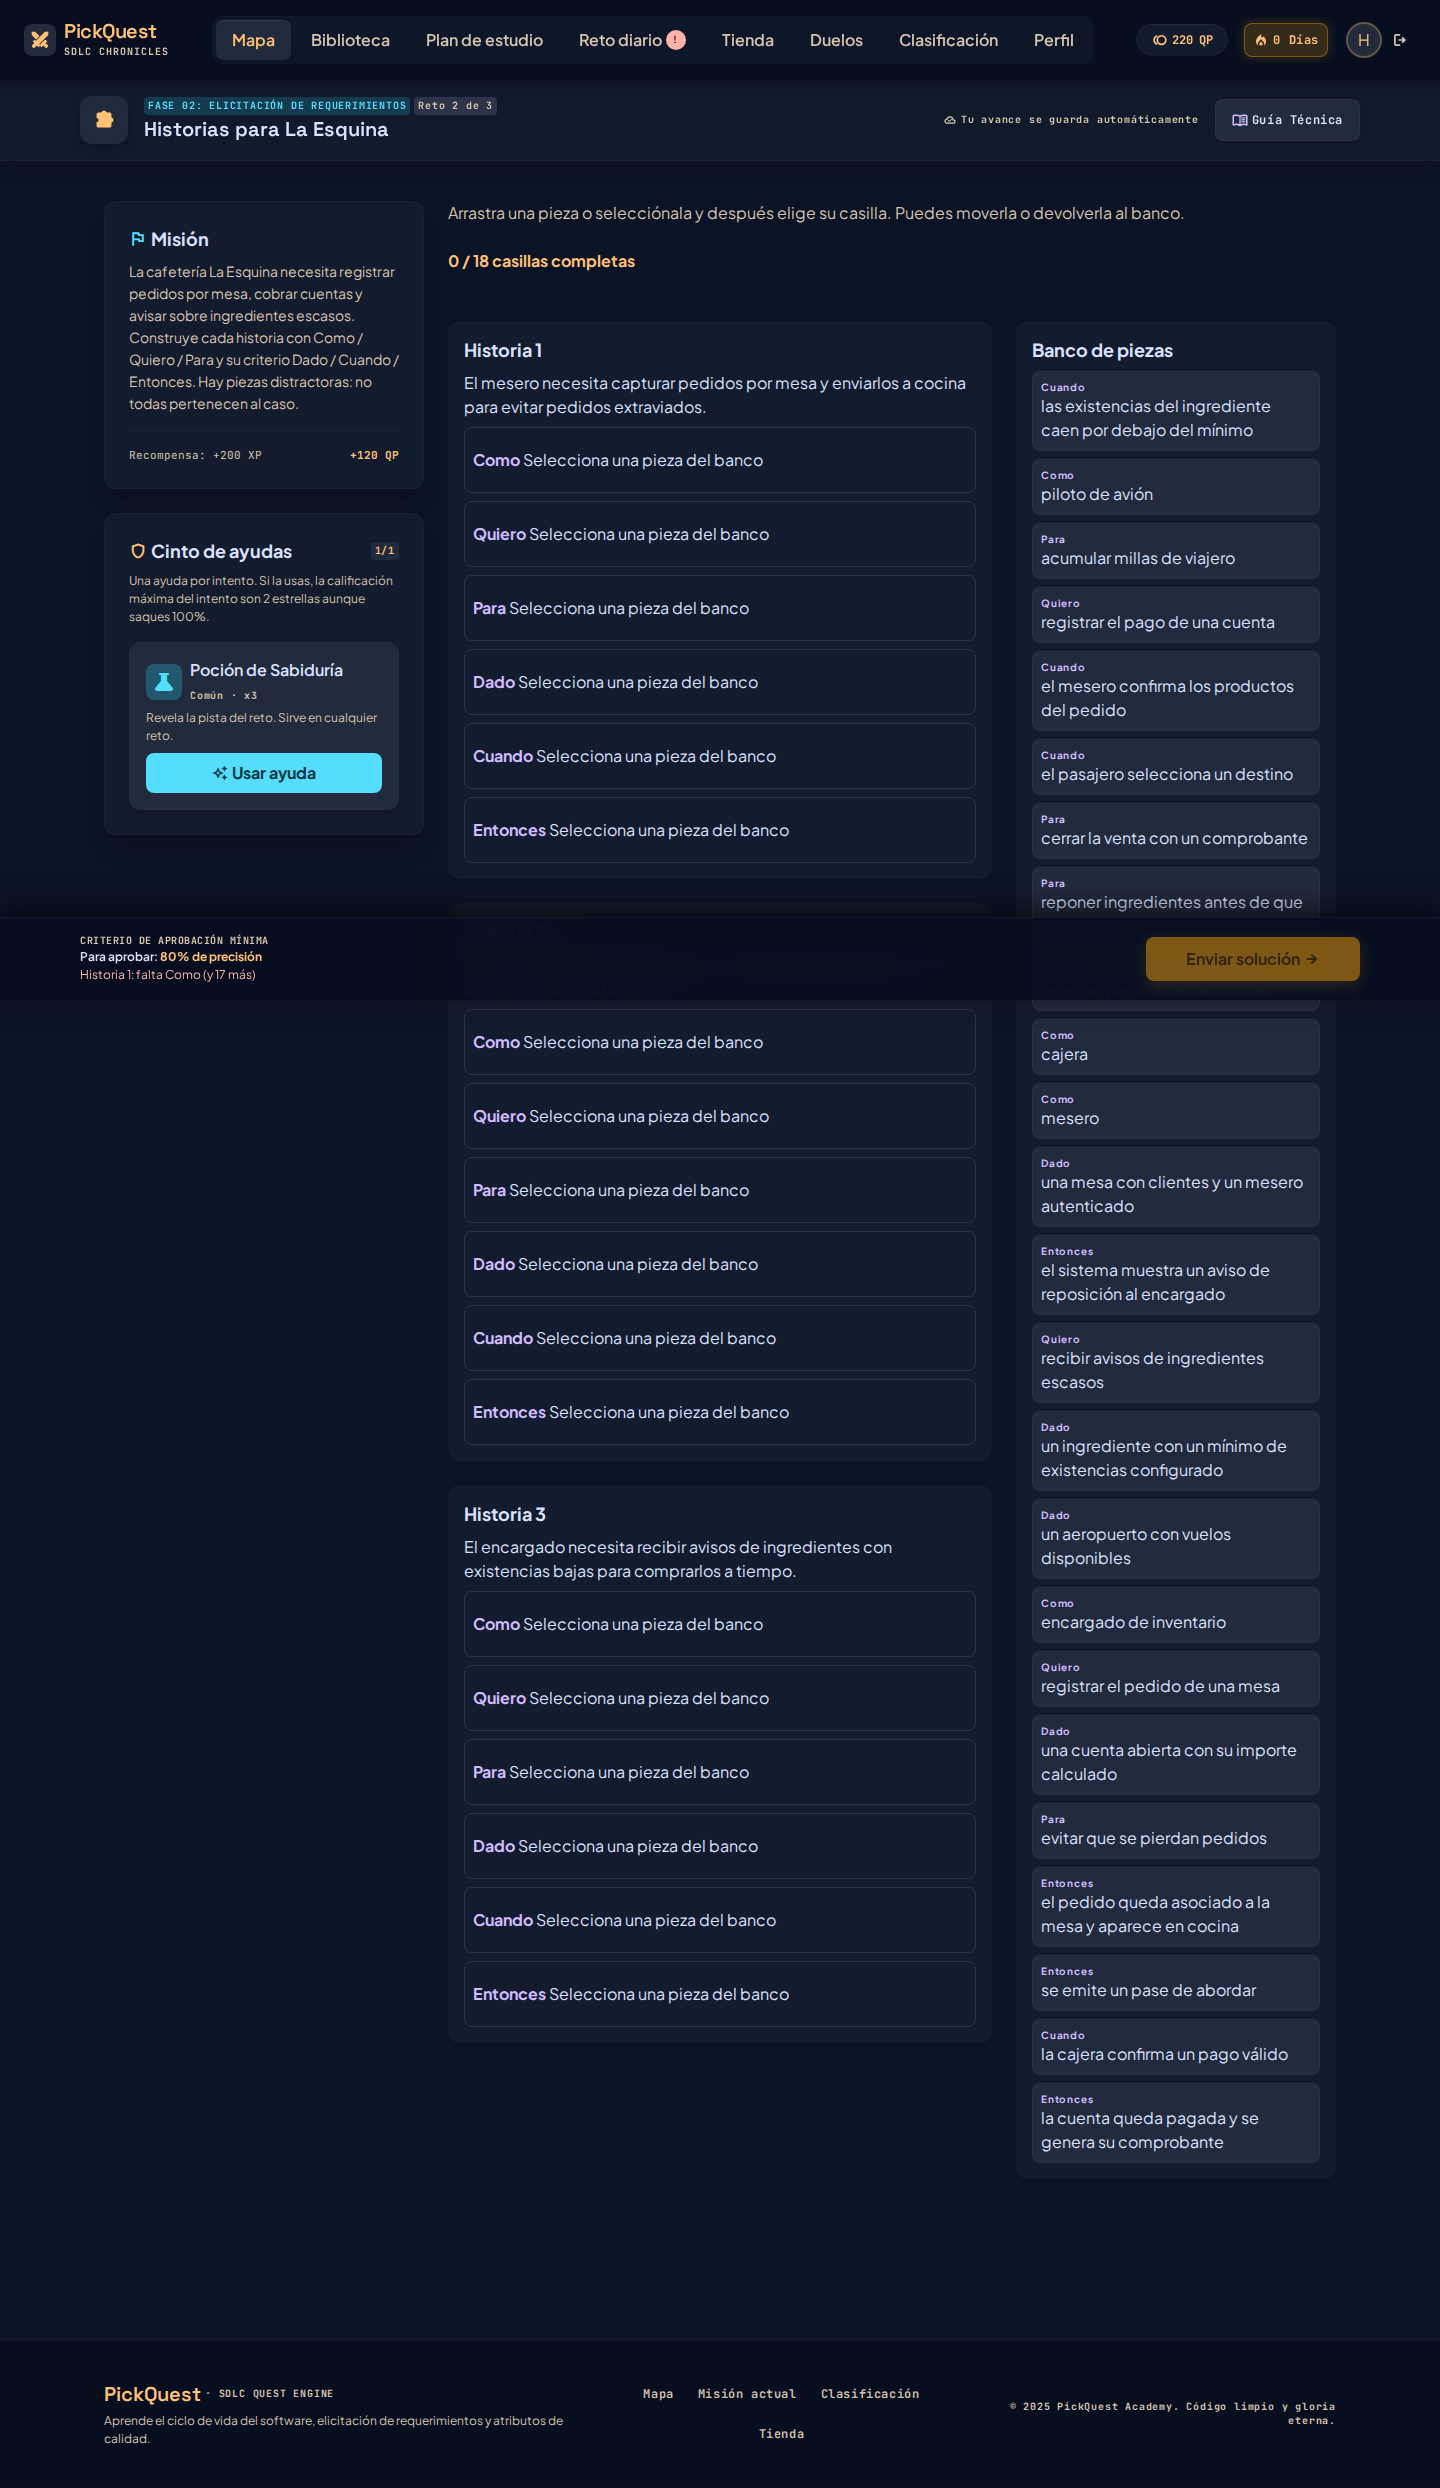 PickQuest
SDLC CHRONICLES
Mapa
Biblioteca
Plan de estudio
Reto diario !
Tienda
Duelos
Clasificación
Perfil
220 QP
0 Días
H
FASE 02: ELICITACIÓN DE REQUERIMIENTOS
Reto 2 de 3
Historias para La Esquina
Tu avance se guarda automáticamente
Guía Técnica
Misión
La cafetería La Esquina necesita registrar
pedidos por mesa, cobrar cuentas y
avisar sobre ingredientes escasos.
Construye cada historia con Como /
Quiero / Para y su criterio Dado / Cuando /
Entonces. Hay piezas distractoras: no
todas pertenecen al caso.
Recompensa: +200 XP
+120 QP
Cinto de ayudas
1/1
Una ayuda por intento. Si la usas, la calificación
máxima del intento son 2 estrellas aunque
saques 100%.
Poción de Sabiduría
Común · x3
Revela la pista del reto. Sirve en cualquier
reto.
Usar ayuda
Arrastra una pieza o selecciónala y después elige su casilla. Puedes moverla o devolverla al banco.
0 / 18 casillas completas
Historia 1
El mesero necesita capturar pedidos por mesa y enviarlos a cocina
para evitar pedidos extraviados.
Como Selecciona una pieza del banco
Quiero Selecciona una pieza del banco
Para Selecciona una pieza del banco
Dado Selecciona una pieza del banco
Cuando Selecciona una pieza del banco
Entonces Selecciona una pieza del banco
Historia 2
Como Selecciona una pieza del banco
Quiero Selecciona una pieza del banco
Para Selecciona una pieza del banco
Dado Selecciona una pieza del banco
Cuando Selecciona una pieza del banco
Entonces Selecciona una pieza del banco
Historia 3
El encargado necesita recibir avisos de ingredientes con
existencias bajas para comprarlos a tiempo.
Como Selecciona una pieza del banco
Quiero Selecciona una pieza del banco
Para Selecciona una pieza del banco
Dado Selecciona una pieza del banco
Cuando Selecciona una pieza del banco
Entonces Selecciona una pieza del banco
Banco de piezas
Cuando
las existencias del ingrediente
caen por debajo del mínimo
Como
piloto de avión
Para
acumular millas de viajero
Quiero
registrar el pago de una cuenta
Cuando
el mesero confirma los productos
del pedido
Cuando
el pasajero selecciona un destino
Para
cerrar la venta con un comprobante
Para
reponer ingredientes antes de que
Como
cajera
Como
mesero
Dado
una mesa con clientes y un mesero
autenticado
Entonces
el sistema muestra un aviso de
reposición al encargado
Quiero
recibir avisos de ingredientes
escasos
Dado
un ingrediente con un mínimo de
existencias configurado
Dado
un aeropuerto con vuelos
disponibles
Como
encargado de inventario
Quiero
registrar el pedido de una mesa
Dado
una cuenta abierta con su importe
calculado
Para
evitar que se pierdan pedidos
Entonces
el pedido queda asociado a la
mesa y aparece en cocina
Entonces
se emite un pase de abordar
Cuando
la cajera confirma un pago válido
Entonces
la cuenta queda pagada y se
genera su comprobante
CRITERIO DE APROBACIÓN MÍNIMA
Para aprobar: 80% de precisión
Historia 1: falta Como (y 17 más)
Enviar solución
PickQuest · SDLC QUEST ENGINE
Aprende el ciclo de vida del software, elicitación de requerimientos y atributos de
calidad.
Mapa
Misión actual
Clasificación
Tienda
© 2025 PickQuest Academy. Código limpio y gloria
eterna.